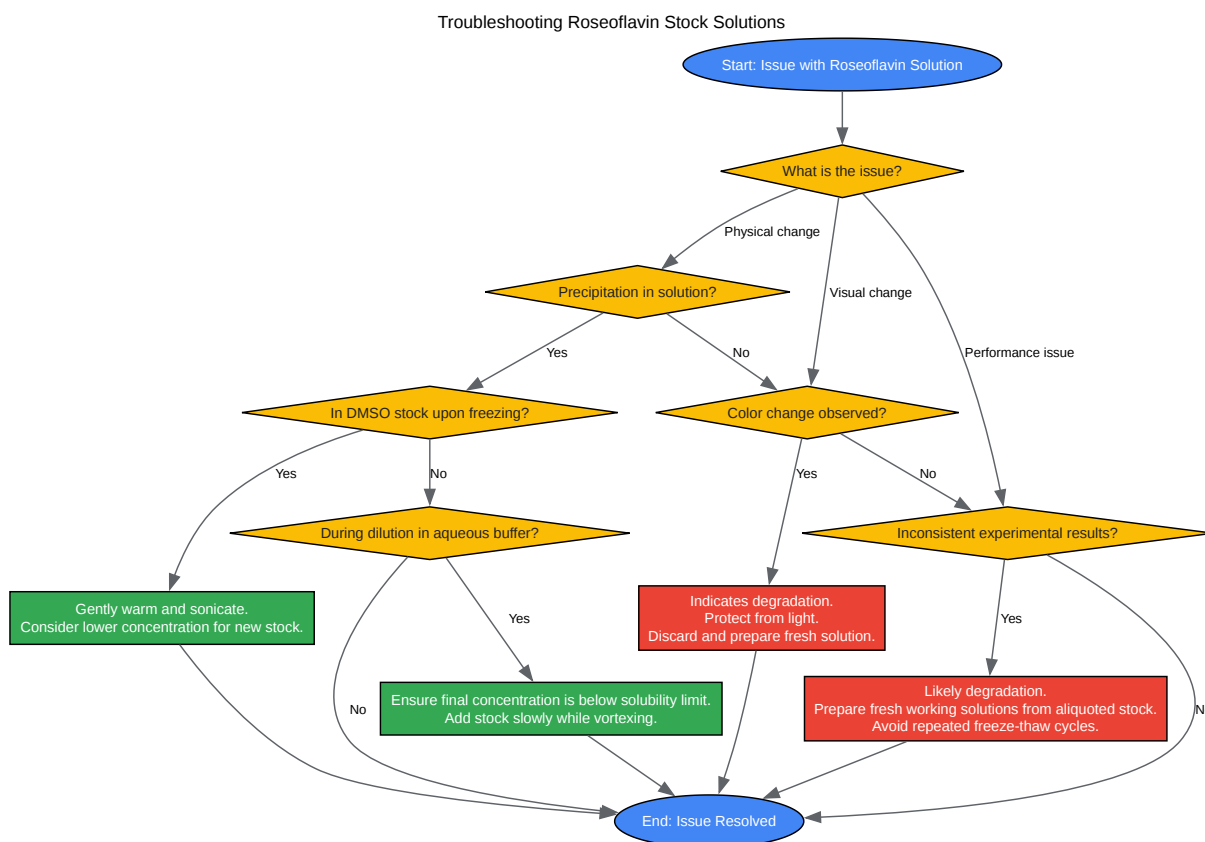 Troubleshooting Roseoflavin Stock Solutions
Start: Issue with Roseoflavin Solution
What is the issue?
Physical change
Visual change
Performance issue
Precipitation in solution?
Yes
No
In DMSO stock upon freezing?
Color change observed?
Yes
No
Yes
No
During dilution in aqueous buffer?
Inconsistent experimental results?
Gently warm and sonicate.
Consider lower concentration for new stock.
Yes
Indicates degradation.
Protect from light.
Discard and prepare fresh solution.
Yes
No
Ensure final concentration is below solubility limit.
Add stock slowly while vortexing.
Likely degradation.
Prepare fresh working solutions from aliquoted stock.
Avoid repeated freeze-thaw cycles.
End: Issue Resolved